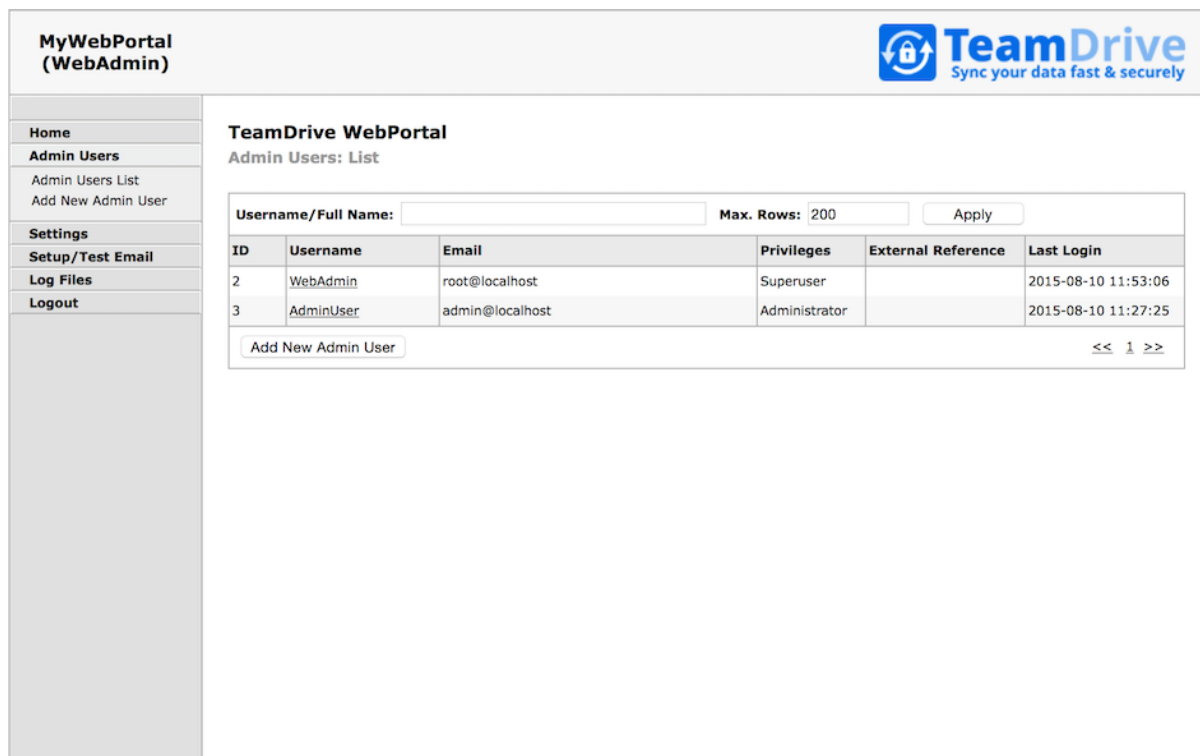 MyWebPortal
(WebAdmin)
TeamDrive
Sync your data fast & securely
Home
Admin Users
Admin Users List
Add New Admin User
Settings
Setup/Test Email
Log Files
Logout
TeamDrive WebPortal
Admin Users: List
Username/Full Name: Max. Rows: 200 Apply
ID Username Email Privileges External Reference Last Login
2 WebAdmin root@localhost Superuser 2015-08-10 11:53:06
3 AdminUser admin@localhost Administrator 2015-08-10 11:27:25
Add New Admin User << 1 >>